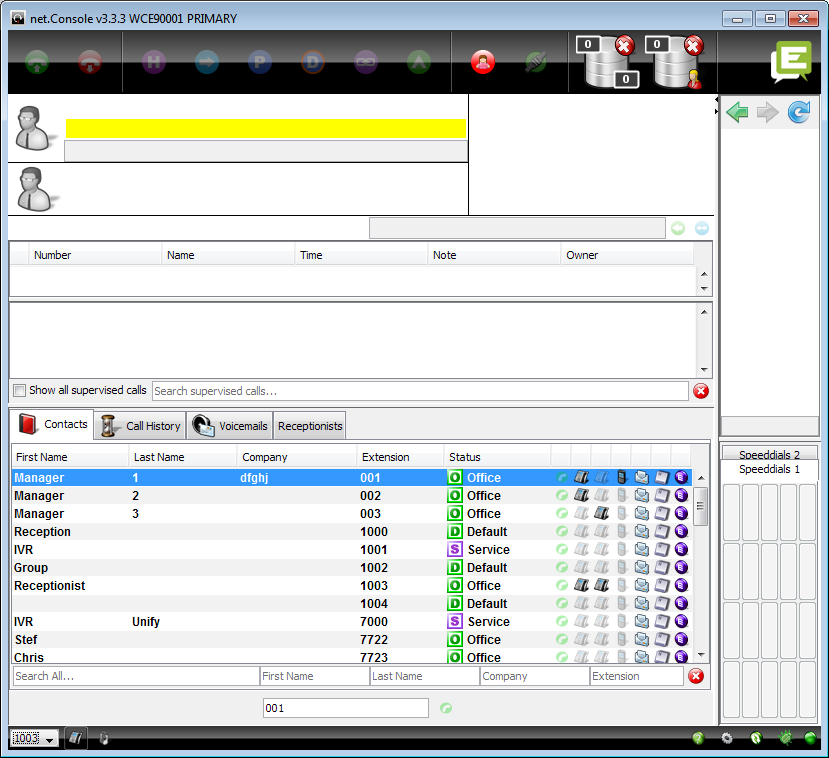 net.Console v3.3.3 WCE90001 PRIMARY
H P D A 0 0 0 E
Number Name Time Note Owner
Show all supervised calls Search supervised calls...
Contacts Call History Voicemails Receptionists
First Name Last Name Company Extension Status
Manager 1 dfghj 001 O Office
Manager 2 002 O Office
Manager 3 003 O Office
Reception 1000 D Default
IVR 1001 S Service
Group 1002 D Default
Receptionist 1003 O Office
1004 D Default
IVR Unify 7000 S Service
Stef 7722 O Office
Chris 7723 O Office
Search All... First Name Last Name Company Extension
001
Speeddials 2
Speeddials 1
1003